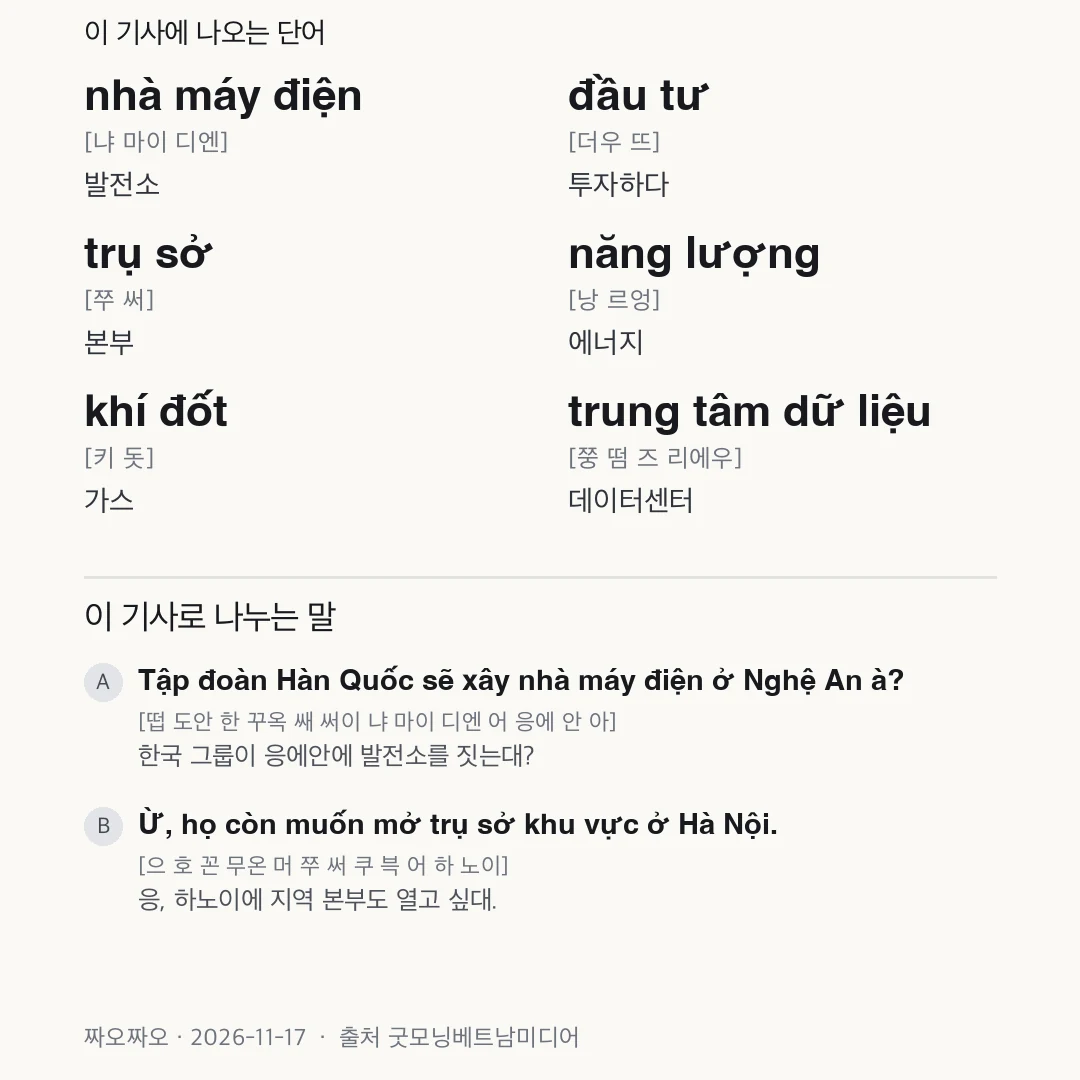 이 기사에 나오는 단어
nhà máy điện
[냐 마이 디엔]
발전소
đầu tư
[더우 뜨]
투자하다
trụ sở
[쭈 써]
본부
năng lượng
[낭 르엉]
에너지
khí đốt
[키 돗]
가스
trung tâm dữ liệu
[쭝 떰 즈 리에우]
데이터센터
이 기사로 나누는 말
A Tập đoàn Hàn Quốc sẽ xây nhà máy điện ở Nghệ An à?
[떱 도안 한 꾸옥 쌔 써이 냐 마이 디엔 어 응에 안 아]
한국 그룹이 응에안에 발전소를 짓는대?
B Ừ, họ còn muốn mở trụ sở khu vực ở Hà Nội.
[으 호 꼰 무온 머 쭈 써 쿠 븍 어 하 노이]
응, 하노이에 지역 본부도 열고 싶대.
짜오짜오 · 2026-11-17 · 출처 굿모닝베트남미디어